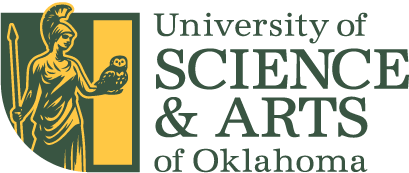 University of
SCIENCE
& ARTS
of Oklahoma